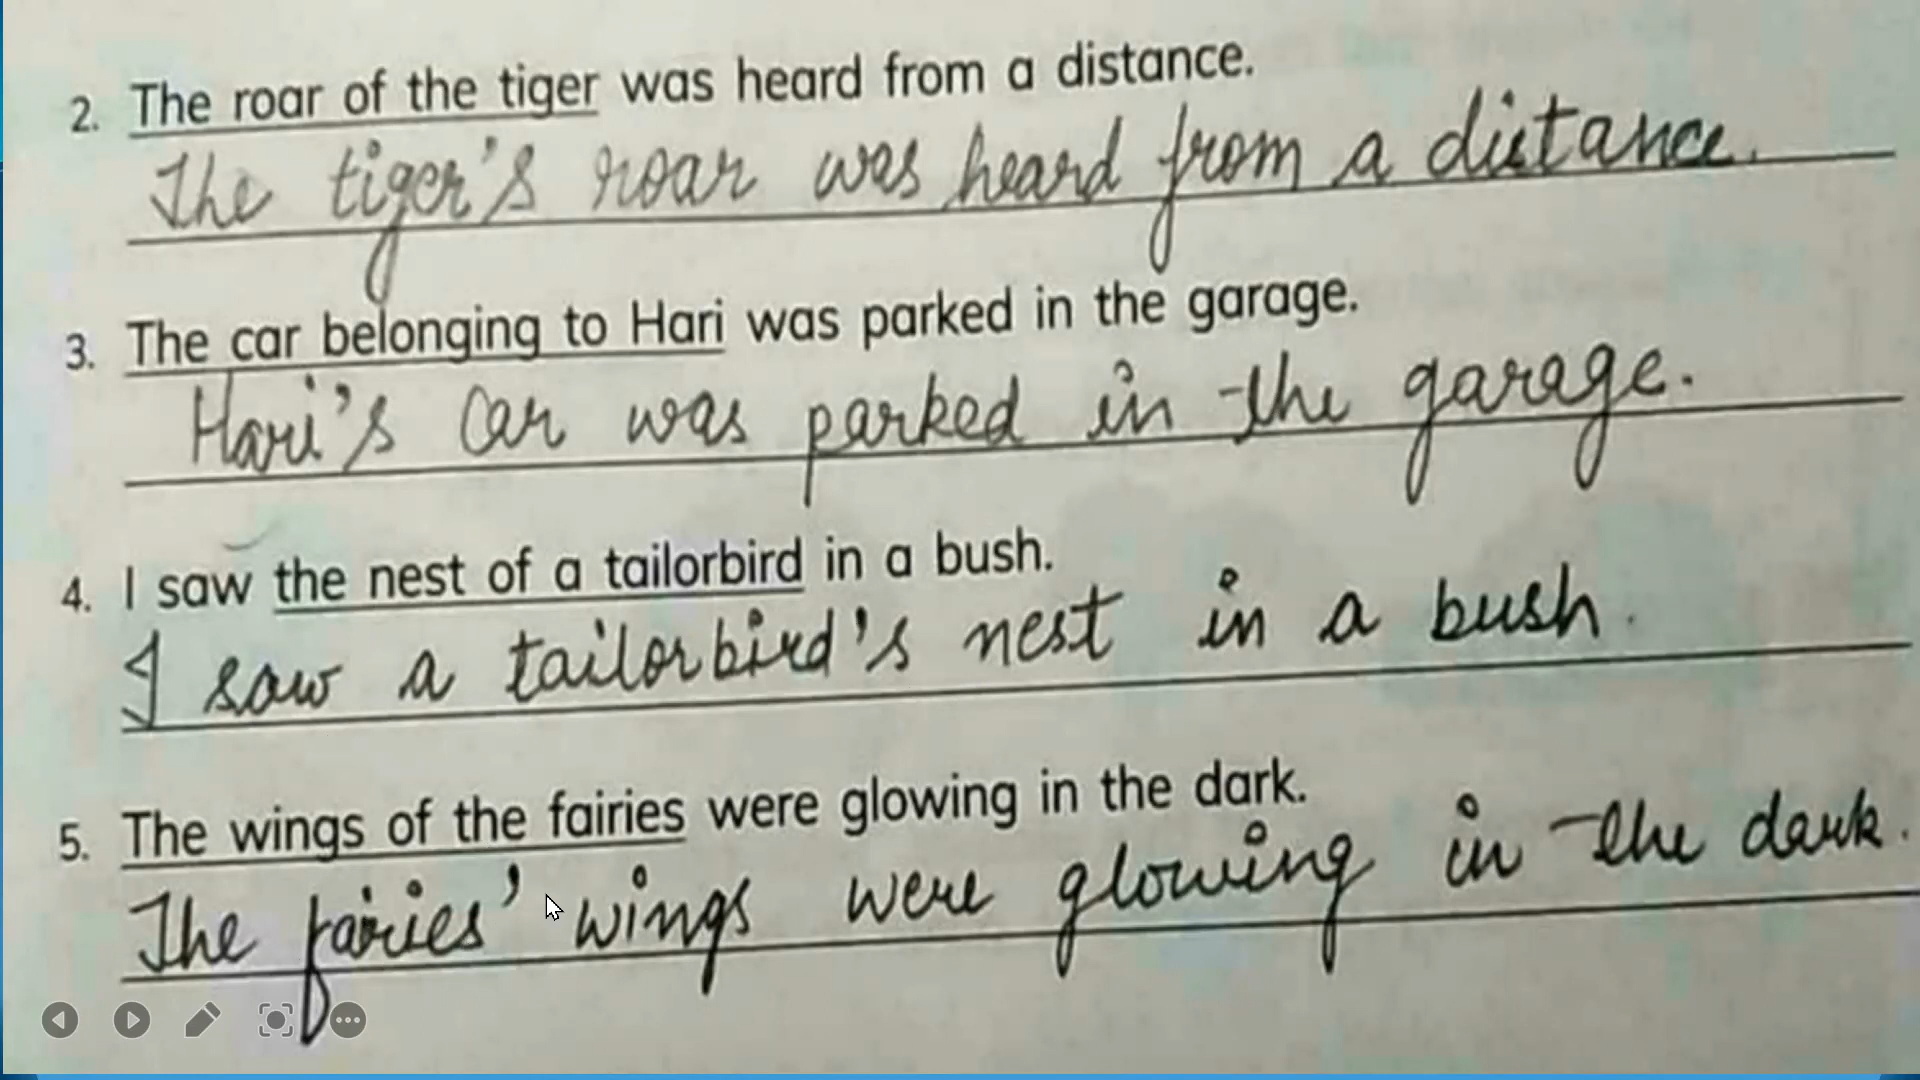 2. The roar of the tiger was heard from a distance.
The tiger's roar was heard from a distance.
3. The car belonging to Hari was parked in the garage.
Hari's car was parked in the garage.
4. I saw the nest of a tailorbird in a bush.
I saw a tailorbird's nest in a bush.
5. The wings of the fairies were glowing in the dark.
The fairies' wings were glowing in the dark.